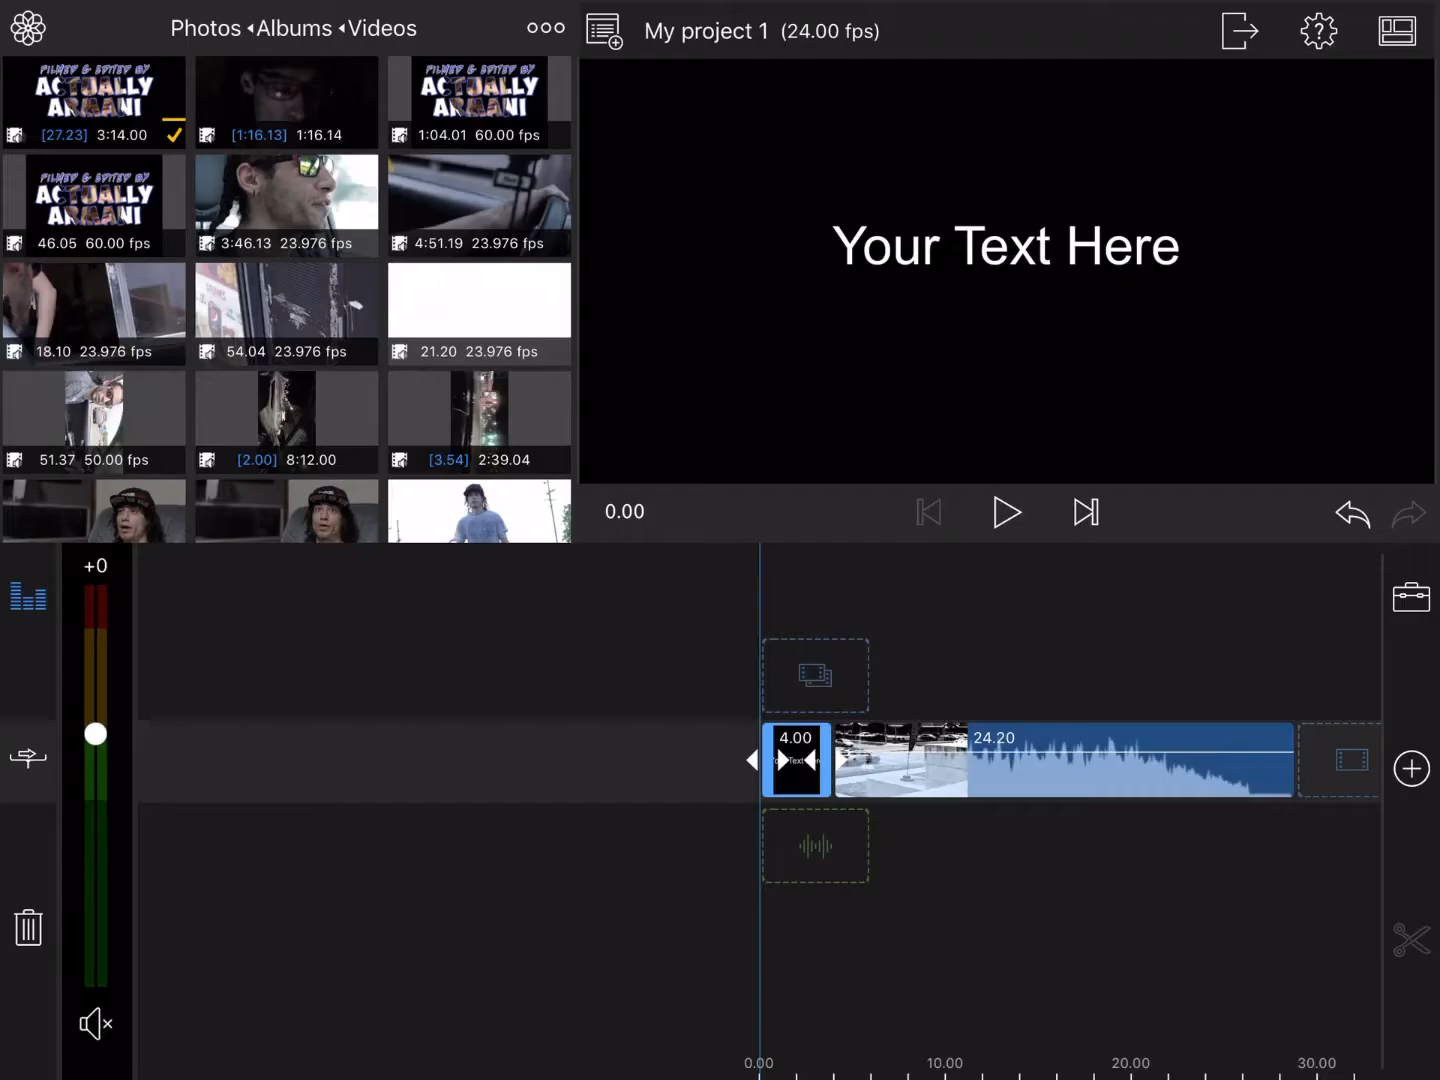 Photos Albums Videos
My project 1 (24.00 fps)
FILMED & EDITED BY
ACTUALLY
ARMANI
[27.23] 3:14.00
[1:16.13] 1:16.14
FILMED & EDITED BY
ACTUALLY
ARMANI
1:04.01 60.00 fps
FILMED & EDITED BY
ACTUALLY
ARMANI
46.05 60.00 fps
3:46.13 23.976 fps
4:51.19 23.976 fps
18.10 23.976 fps
54.04 23.976 fps
21.20 23.976 fps
51.37 50.00 fps
[2.00] 8:12.00
[3.54] 2:39.04
Your Text Here
0.00
+0
4.00
24.20
0.00 10.00 20.00 30.00